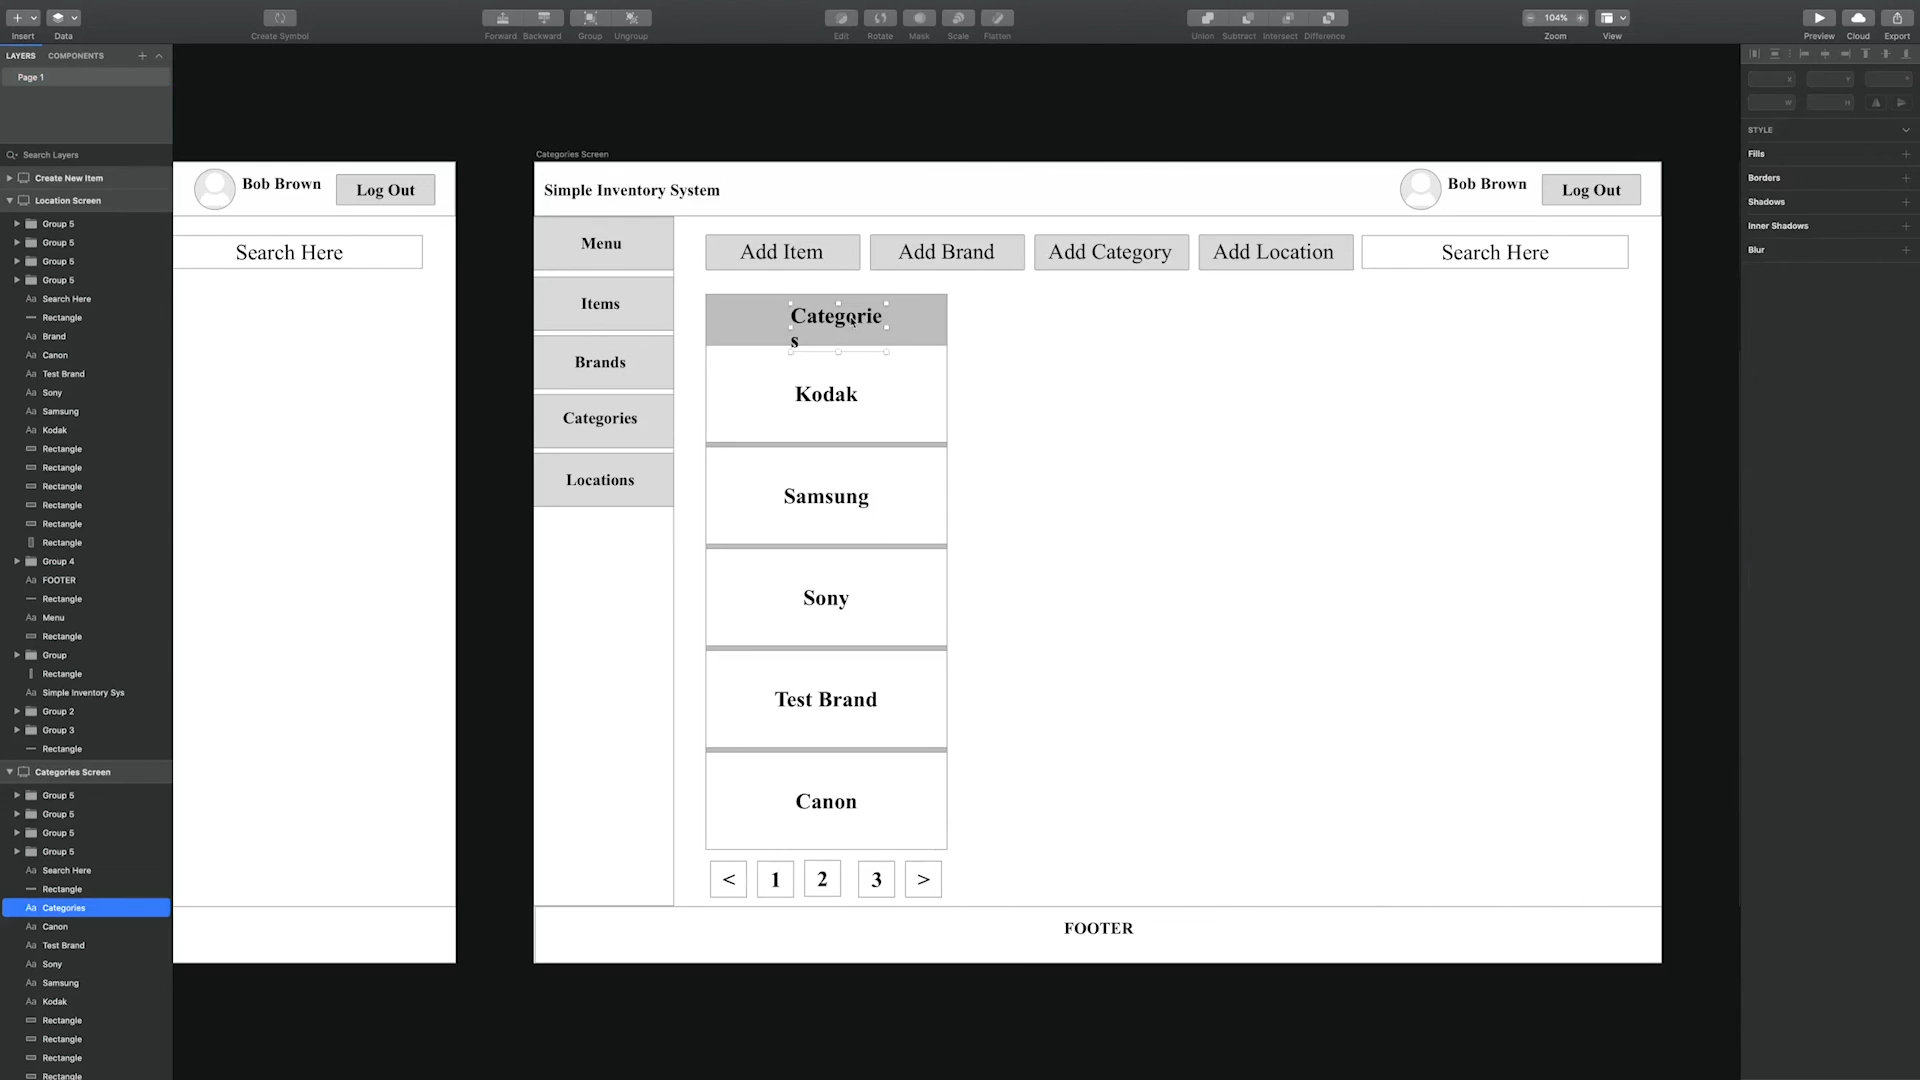 Insert
Data
Create Symbol
Forward
Backward
Group
Ungroup
Edit
Rotate
Mask
Scale
Flatten
Union
Subtract
Intersect
Difference
104%
Zoom
View
Preview
Cloud
Export
LAYERS
COMPONENTS
Page 1
Search Layers
Create New Item
Location Screen
Group 5
Group 5
Group 5
Group 5
Search Here
Rectangle
Brand
Canon
Test Brand
Sony
Samsung
Kodak
Rectangle
Rectangle
Rectangle
Rectangle
Rectangle
Rectangle
Group 4
FOOTER
Rectangle
Menu
Rectangle
Group
Rectangle
Simple Inventory Sys
Group 2
Group 3
Rectangle
Categories Screen
Group 5
Group 5
Group 5
Group 5
Search Here
Rectangle
Categories
Canon
Test Brand
Sony
Samsung
Kodak
Rectangle
Rectangle
Rectangle
Rectangle
Bob Brown
Log Out
Search Here
Categories Screen
Simple Inventory System
Bob Brown
Log Out
Menu
Items
Brands
Categories
Locations
Add Item
Add Brand
Add Category
Add Location
Search Here
Categorie
s
Kodak
Samsung
Sony
Test Brand
Canon
< 1 2 3 >
FOOTER
STYLE
Fills
Borders
Shadows
Inner Shadows
Blur